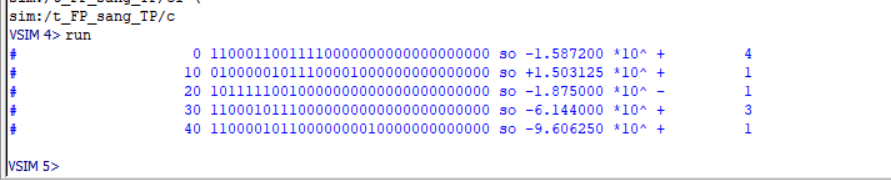 sim:/t_FP_sang_TP/c
VSIM 4> run
# 0 11000110011110000000000000000000 so -1.587200 *10^ + 4
# 10 01000001011100001000000000000000 so +1.503125 *10^ + 1
# 20 10111110010000000000000000000000 so -1.875000 *10^ - 1
# 30 11000101110000000000000000000000 so -6.144000 *10^ + 3
# 40 11000010110000000010000000000000 so -9.606250 *10^ + 1
VSIM 5>